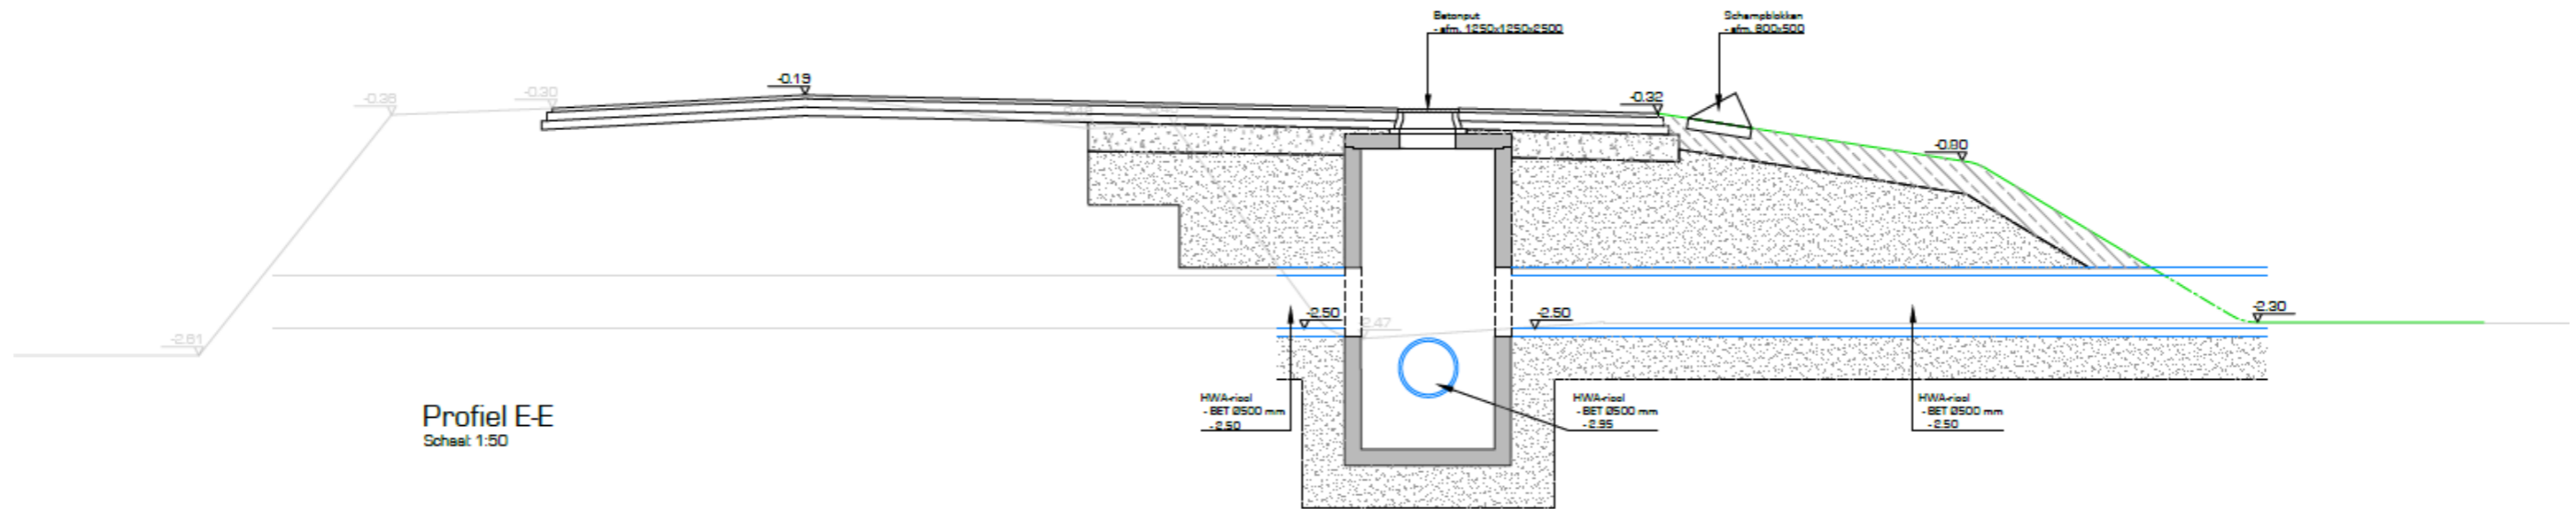 Betonput
- afm. 1250x1250x2500
Schampblokken
- afm. 800x500
-0.19
-0.30
-0.38
-0.32
-0.80
-2.50
-2.50
-2.30
-2.47
-2.61
HWA-riool
- BET Ø500 mm
- -2.50
HWA-riool
- BET Ø500 mm
- -2.95
HWA-riool
- BET Ø500 mm
- -2.50
Profiel E-E
Schaal: 1:50